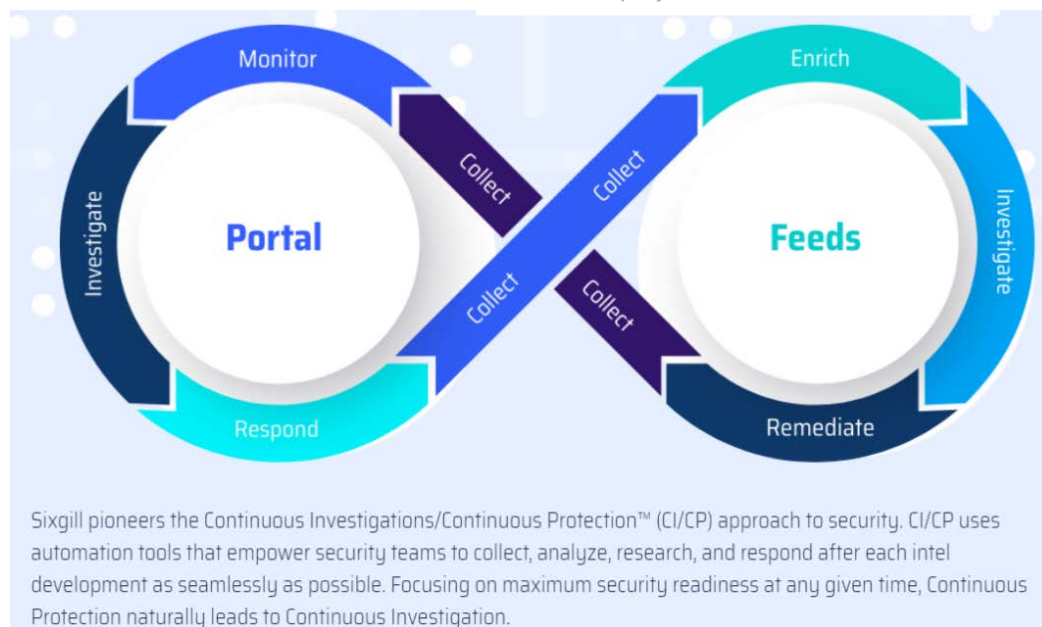 Monitor
Enrich
Collect
Collect
Investigate
Portal
Feeds
Investigate
Collect
Collect
Respond
Remediate
Sixgill pioneers the Continuous Investigations/Continuous Protection™ (CI/CP) approach to security. CI/CP uses
automation tools that empower security teams to collect, analyze, research, and respond after each intel
development as seamlessly as possible. Focusing on maximum security readiness at any given time, Continuous
Protection naturally leads to Continuous Investigation.